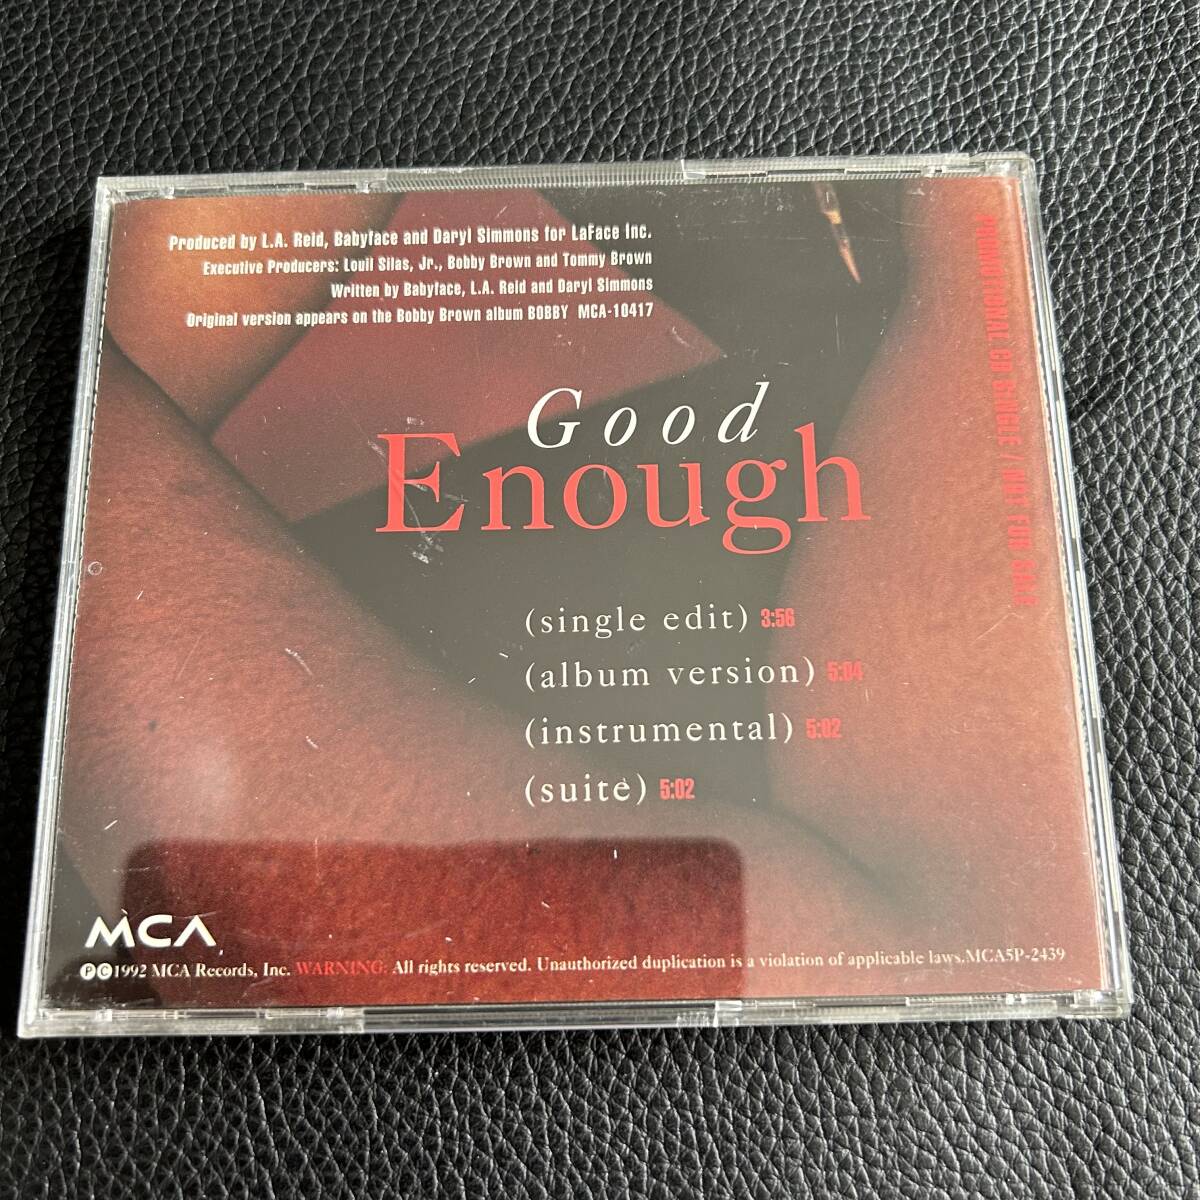 Produced by L.A. Reid, Babyface and Daryl Simmons for LaFace Inc.
Executive Producers: Louil Silas, Jr., Bobby Brown and Tommy Brown
Written by Babyface, L.A. Reid and Daryl Simmons
Original version appears on the Bobby Brown album BOBBY MCA-10417
PROMOTIONAL CD SINGLE / NOT FOR SALE
Good
Enough
(single edit) 3:56
(album version) 5:04
(instrumental) 5:02
(suite) 5:02
MCA
ⓅⒸ1992 MCA Records, Inc. WARNING: All rights reserved. Unauthorized duplication is a violation of applicable laws.MCA5P-2439